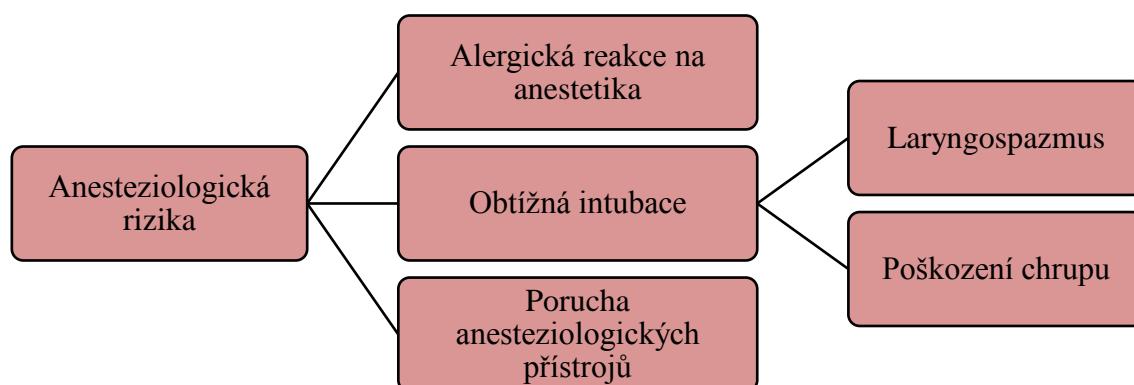 Anesteziologická
rizika
Alergická reakce na
anestetika
Obtížná intubace
Porucha
anesteziologických
přístrojů
Laryngospazmus
Poškození chrupu